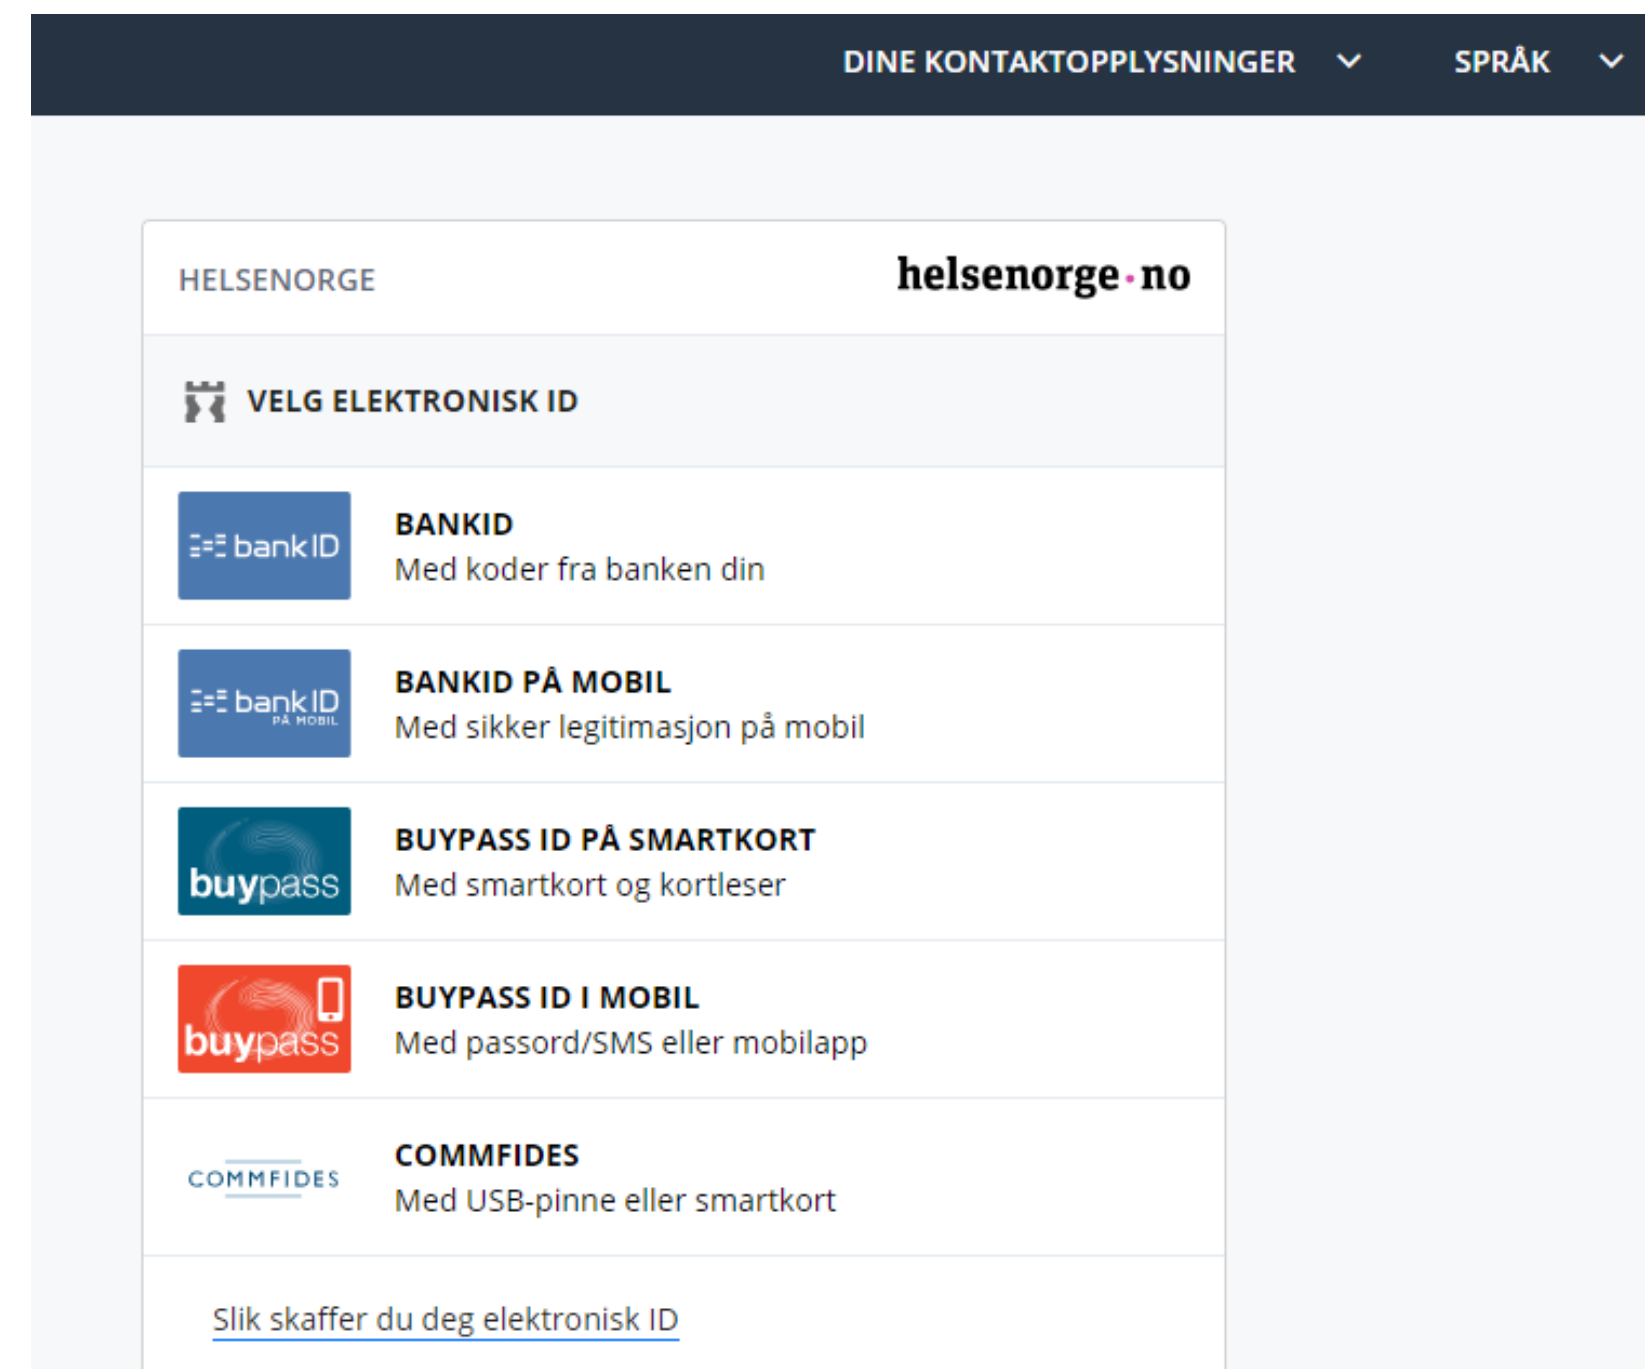 DINE KONTAKTOPPLYSNINGER SPRÅK
HELSENORGE helsenorge·no
VELG ELEKTRONISK ID
bankID
BANKID
Med koder fra banken din
bankID
PÅ MOBIL
BANKID PÅ MOBIL
Med sikker legitimasjon på mobil
buypass
BUYPASS ID PÅ SMARTKORT
Med smartkort og kortleser
buypass
BUYPASS ID I MOBIL
Med passord/SMS eller mobilapp
COMMFIDES
COMMFIDES
Med USB-pinne eller smartkort
Slik skaffer du deg elektronisk ID